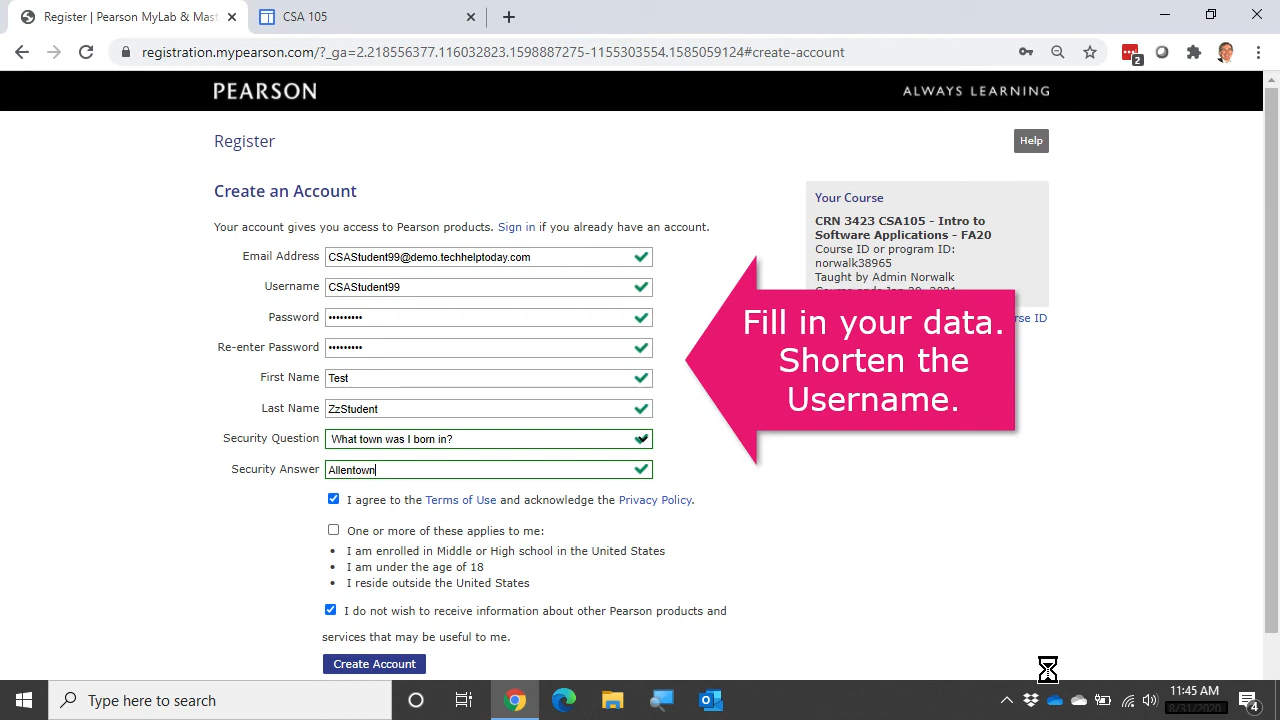 Register | Pearson MyLab & Mast
CSA 105
registration.mypearson.com/?_ga=2.218556377.116032323.1598887275-1155303554.1585059124#create-account
2
PEARSON
ALWAYS LEARNING
Register
Help
Create an Account
Your account gives you access to Pearson products. Sign in if you already have an account.
Email Address CSAStudent99@demo.techhelptoday.com
Username CSAStudent99
Password •••••••••
Re-enter Password •••••••••
First Name Test
Last Name ZzStudent
Security Question What town was I born in?
Security Answer Allentown
I agree to the Terms of Use and acknowledge the Privacy Policy.
One or more of these applies to me:
• I am enrolled in Middle or High school in the United States
• I am under the age of 18
• I reside outside the United States
I do not wish to receive information about other Pearson products and
services that may be useful to me.
Create Account
Your Course
CRN 3423 CSA105 - Intro to
Software Applications - FA20
Course ID or program ID:
norwalk38965
Taught by Admin Norwalk
Fill in your data.
Shorten the
Username.
rse ID
Type here to search
11:45 AM
8/31/2020
4